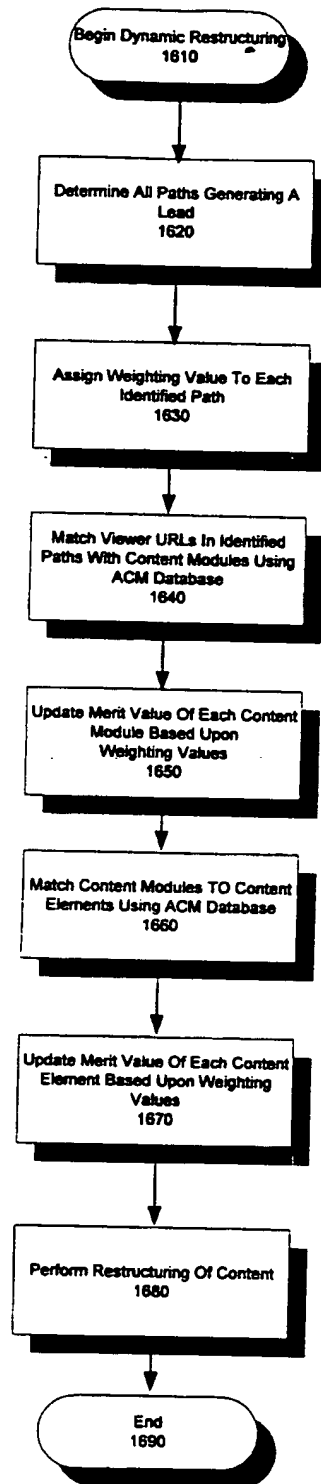 Begin Dynamic Restructuring
1610
Determine All Paths Generating A
Lead
1620
Assign Weighting Value To Each
Identified Path
1630
Match Viewer URLs In Identified
Paths With Content Modules Using
ACM Database
1640
Update Merit Value Of Each Content
Module Based Upon
Weighting Values
1650
Match Content Modules TO Content
Elements Using ACM Database
1660
Update Merit Value Of Each Content
Element Based Upon Weighting
Values
1670
Perform Restructuring Of Content
1680
End
1690